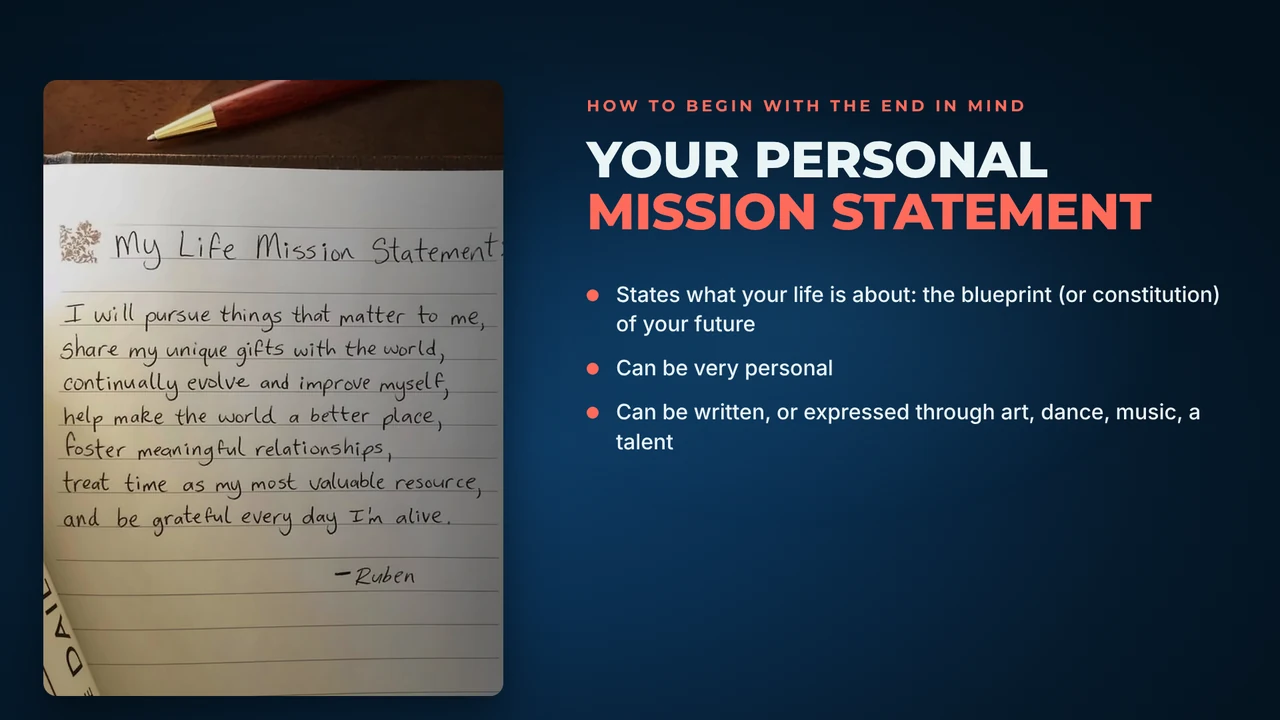 My Life Mission Statement:
I will pursue things that matter to me,
share my unique gifts with the world,
continually evolve and improve myself,
help make the world a better place,
foster meaningful relationships,
treat time as my most valuable resource,
and be grateful every day I'm alive.
—Ruben
DAIL
HOW TO BEGIN WITH THE END IN MIND
YOUR PERSONAL
MISSION STATEMENT
States what your life is about: the blueprint (or constitution)
of your future
Can be very personal
Can be written, or expressed through art, dance, music, a
talent